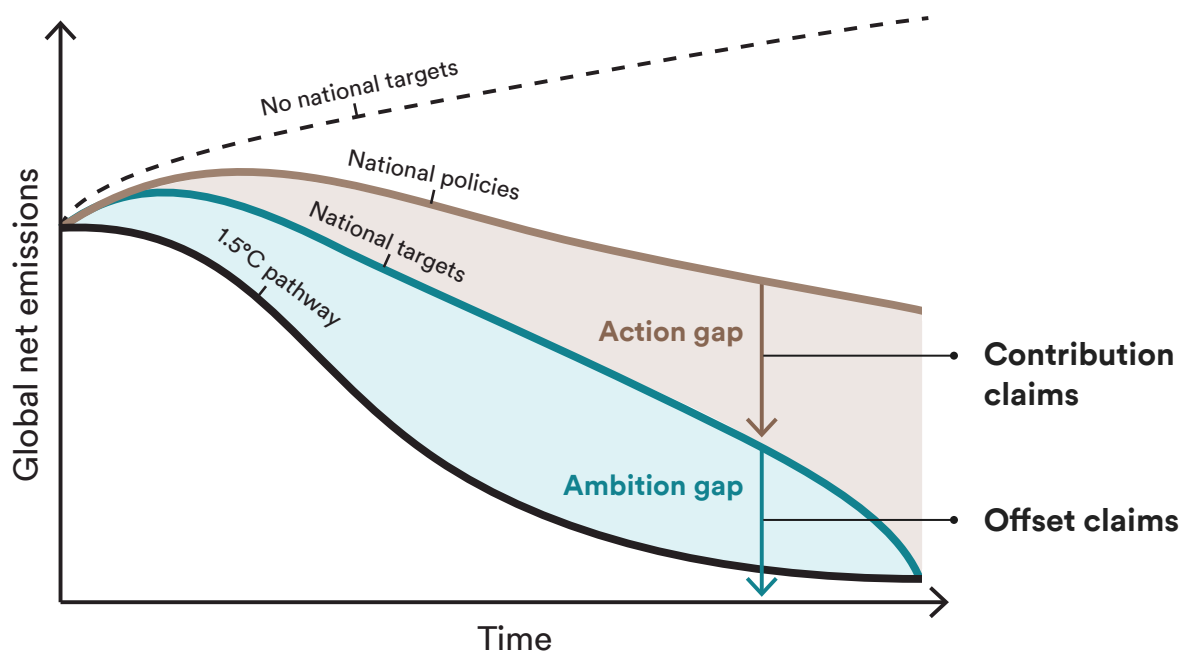 No national targets
National policies
National targets
1.5°C pathway
Global net emissions
Action gap
Contribution
claims
Ambition gap
Offset claims
Time